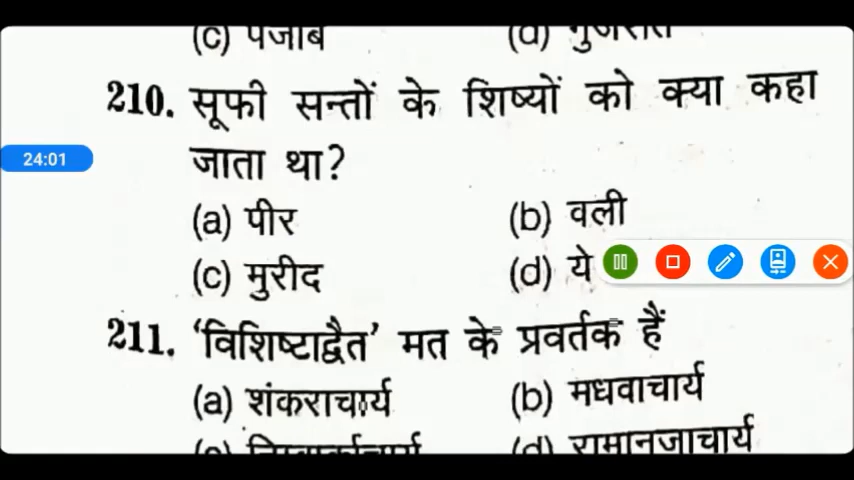 (c) पंजाब (d) गुजरात
210. सूफी सन्तों के शिष्यों को क्या कहा
24:01
जाता था?
(a) पीर (b) वली
(c) मुरीद (d) ये
211. ‘विशिष्टाद्वैत’ मत के प्रवर्तक हैं
(a) शंकराचार्य (b) मधवाचार्य
(c) निम्बार्काचार्य (d) रामानुजाचार्य